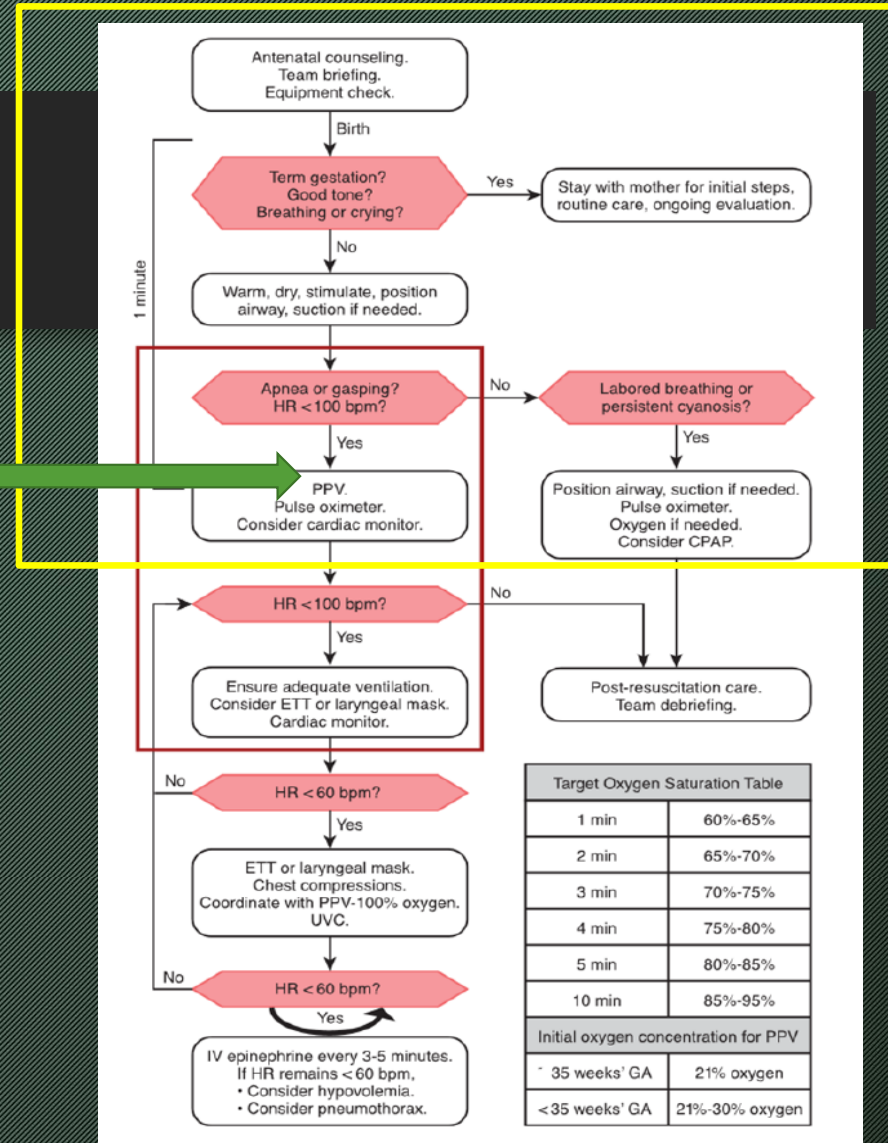 Antenatal counseling.
Team briefing.
Equipment check.
Birth
1 minute
Term gestation?
Good tone?
Breathing or crying?
Yes
Stay with mother for initial steps,
routine care, ongoing evaluation.
No
Warm, dry, stimulate, position
airway, suction if needed.
Apnea or gasping?
HR <100 bpm?
No
Labored breathing or
persistent cyanosis?
Yes
Yes
PPV.
Pulse oximeter.
Consider cardiac monitor.
Position airway, suction if needed.
Pulse oximeter.
Oxygen if needed.
Consider CPAP.
HR <100 bpm?
No
Yes
Ensure adequate ventilation.
Consider ETT or laryngeal mask.
Cardiac monitor.
Post-resuscitation care.
Team debriefing.
No
HR <60 bpm?
Yes
ETT or laryngeal mask.
Chest compressions.
Coordinate with PPV-100% oxygen.
UVC.
No
HR <60 bpm?
Yes
IV epinephrine every 3-5 minutes.
If HR remains <60 bpm,
• Consider hypovolemia.
• Consider pneumothorax.
Target Oxygen Saturation Table
1 min 60%-65%
2 min 65%-70%
3 min 70%-75%
4 min 75%-80%
5 min 80%-85%
10 min 85%-95%
Initial oxygen concentration for PPV
35 weeks' GA 21% oxygen
<35 weeks' GA 21%-30% oxygen